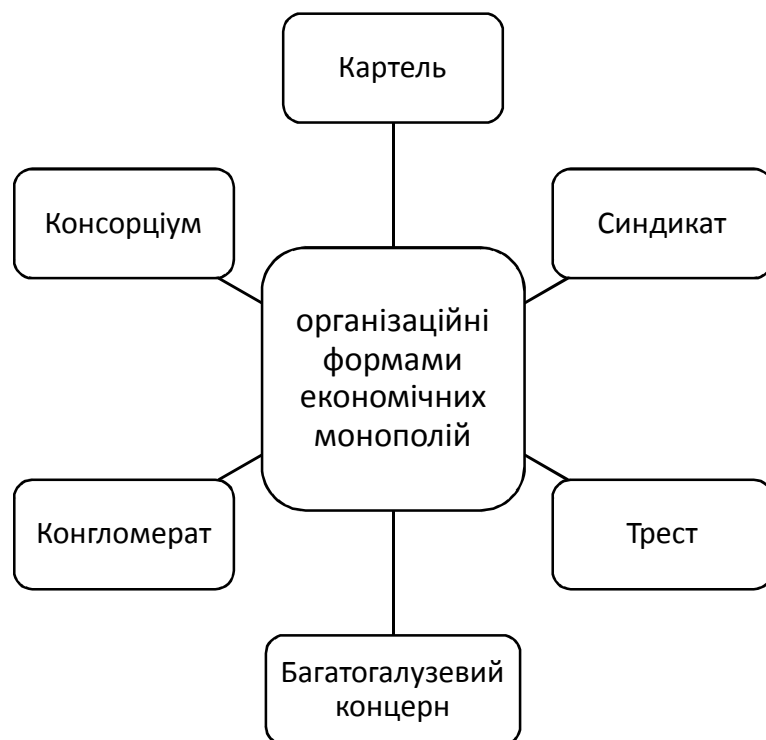 Картель
Консорціум
Синдикат
організаційні
формами
економічних
монополій
Конгломерат
Трест
Багатогалузевий
концерн